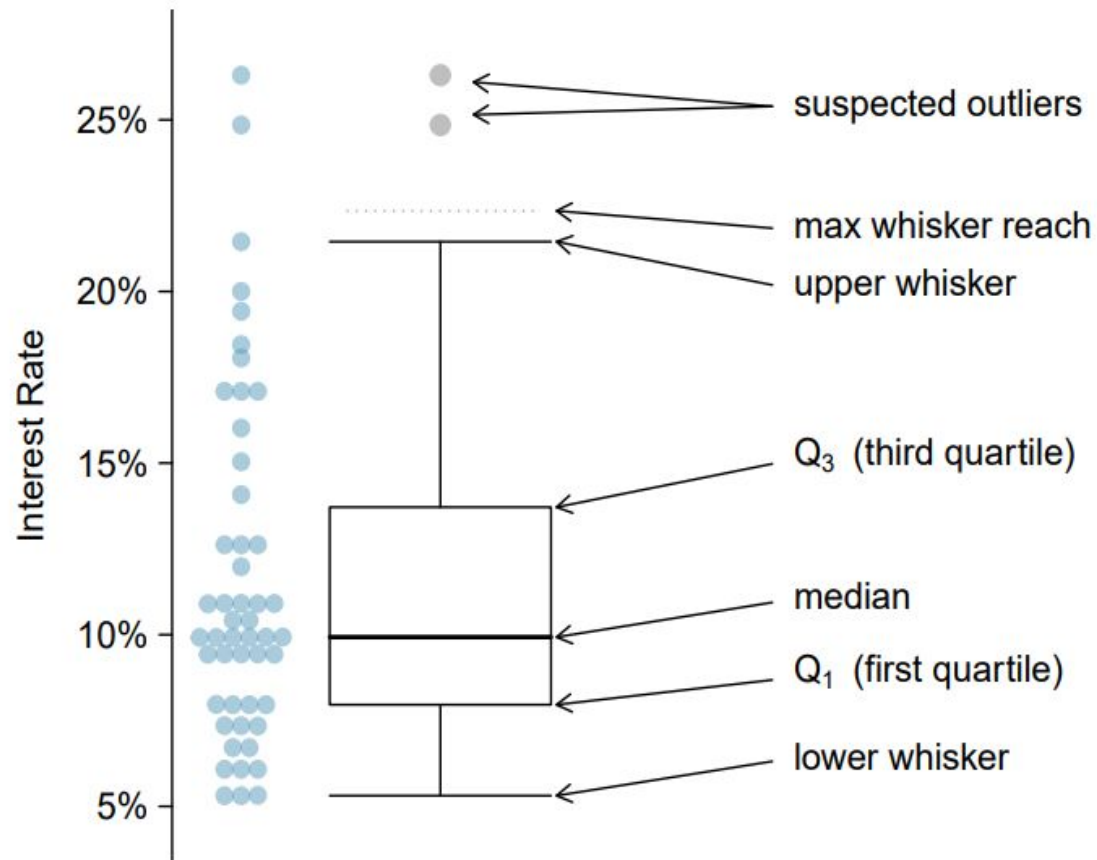 suspected outliers
25%
max whisker reach
upper whisker
20%
Interest Rate
Q₃ (third quartile)
15%
median
10%
Q₁ (first quartile)
lower whisker
5%